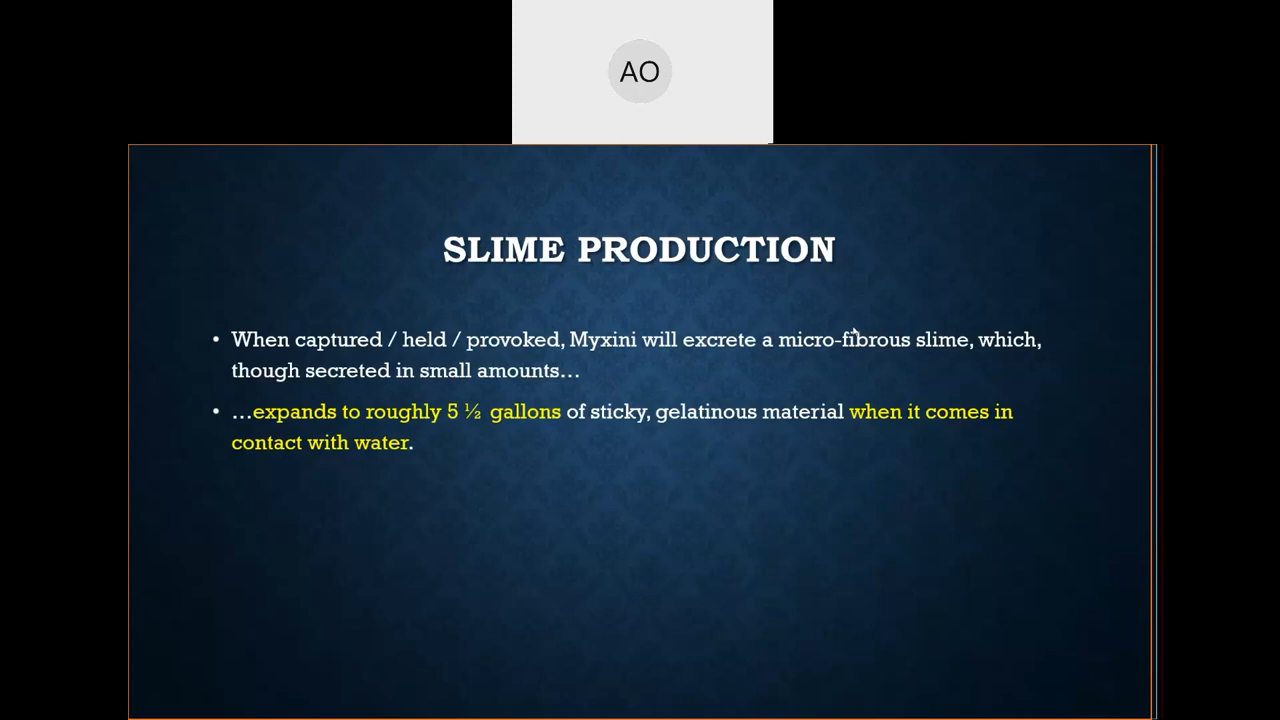 AO
SLIME PRODUCTION
• When captured / held / provoked, Myxini will excrete a micro-fibrous slime, which,
though secreted in small amounts…
• …expands to roughly 5 ½ gallons of sticky, gelatinous material when it comes in
contact with water.